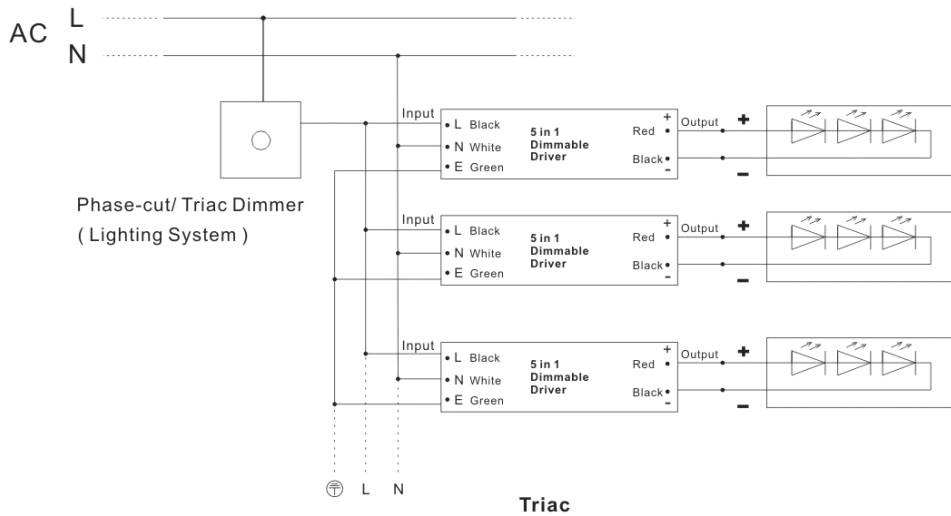 AC
L
N
Phase-cut/ Triac Dimmer
( Lighting System )
Input
L Black
N White
E Green
5 in 1
Dimmable
Driver
+
Red
Black
-
Output
+
-
Input
L Black
N White
E Green
5 in 1
Dimmable
Driver
+
Red
Black
-
Output
+
-
Input
L Black
N White
E Green
5 in 1
Dimmable
Driver
+
Red
Black
-
Output
+
-
L
N
Triac